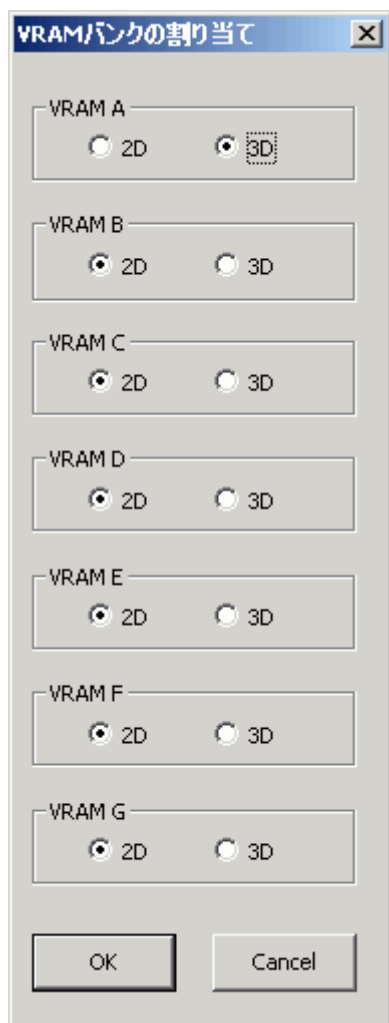 VRAMバンクの割り当て
VRAM A
2D 3D
VRAM B
2D 3D
VRAM C
2D 3D
VRAM D
2D 3D
VRAM E
2D 3D
VRAM F
2D 3D
VRAM G
2D 3D
OK Cancel